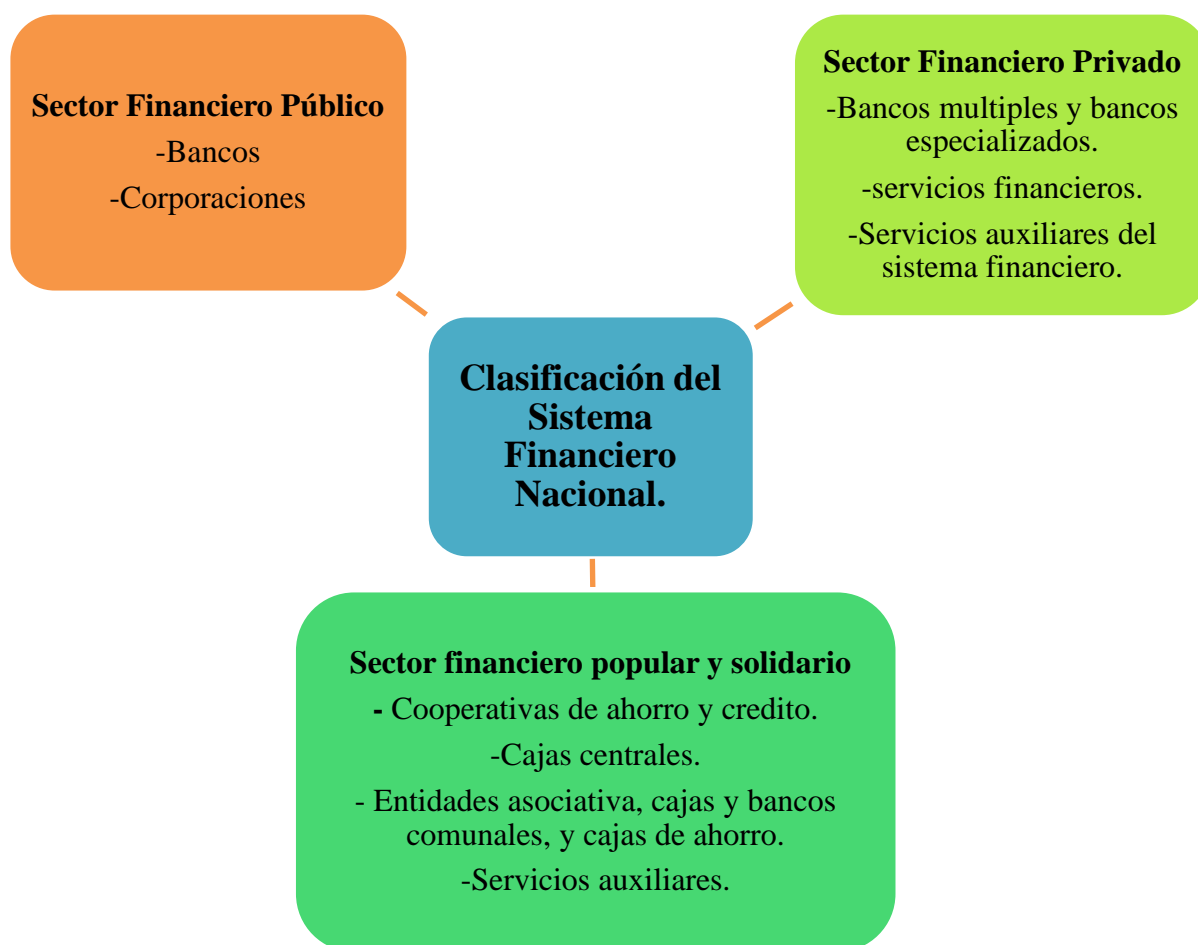 Sector Financiero Público
-Bancos
-Corporaciones
Sector Financiero Privado
-Bancos multiples y bancos
especializados.
-servicios financieros.
-Servicios auxiliares del
sistema financiero.
Clasificación del
Sistema
Financiero
Nacional.
Sector financiero popular y solidario
- Cooperativas de ahorro y credito.
-Cajas centrales.
- Entidades asociativa, cajas y bancos
comunales, y cajas de ahorro.
-Servicios auxiliares.